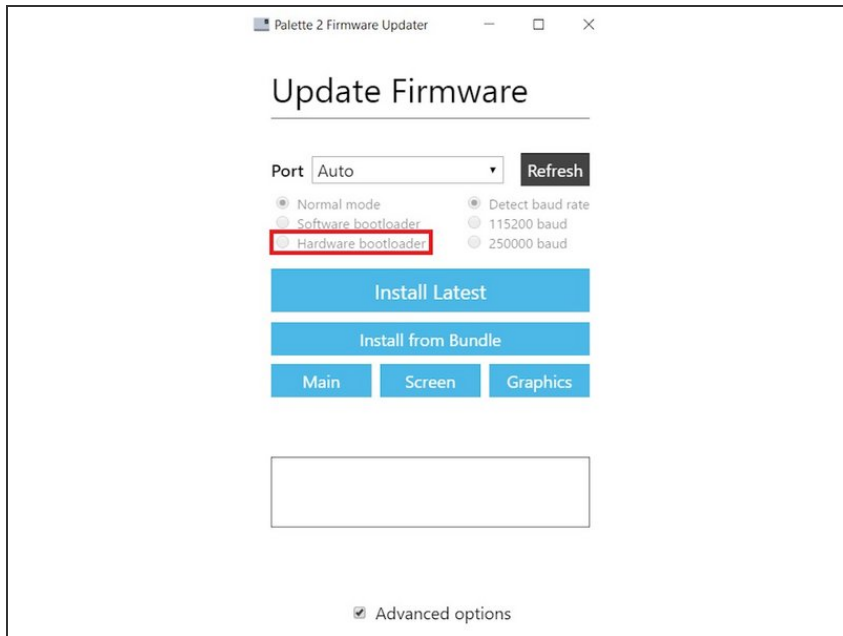 Palette 2 Firmware Updater
Update Firmware
Port Auto Refresh
Normal mode Detect baud rate
Software bootloader 115200 baud
Hardware bootloader 250000 baud
Install Latest
Install from Bundle
Main Screen Graphics
Advanced options